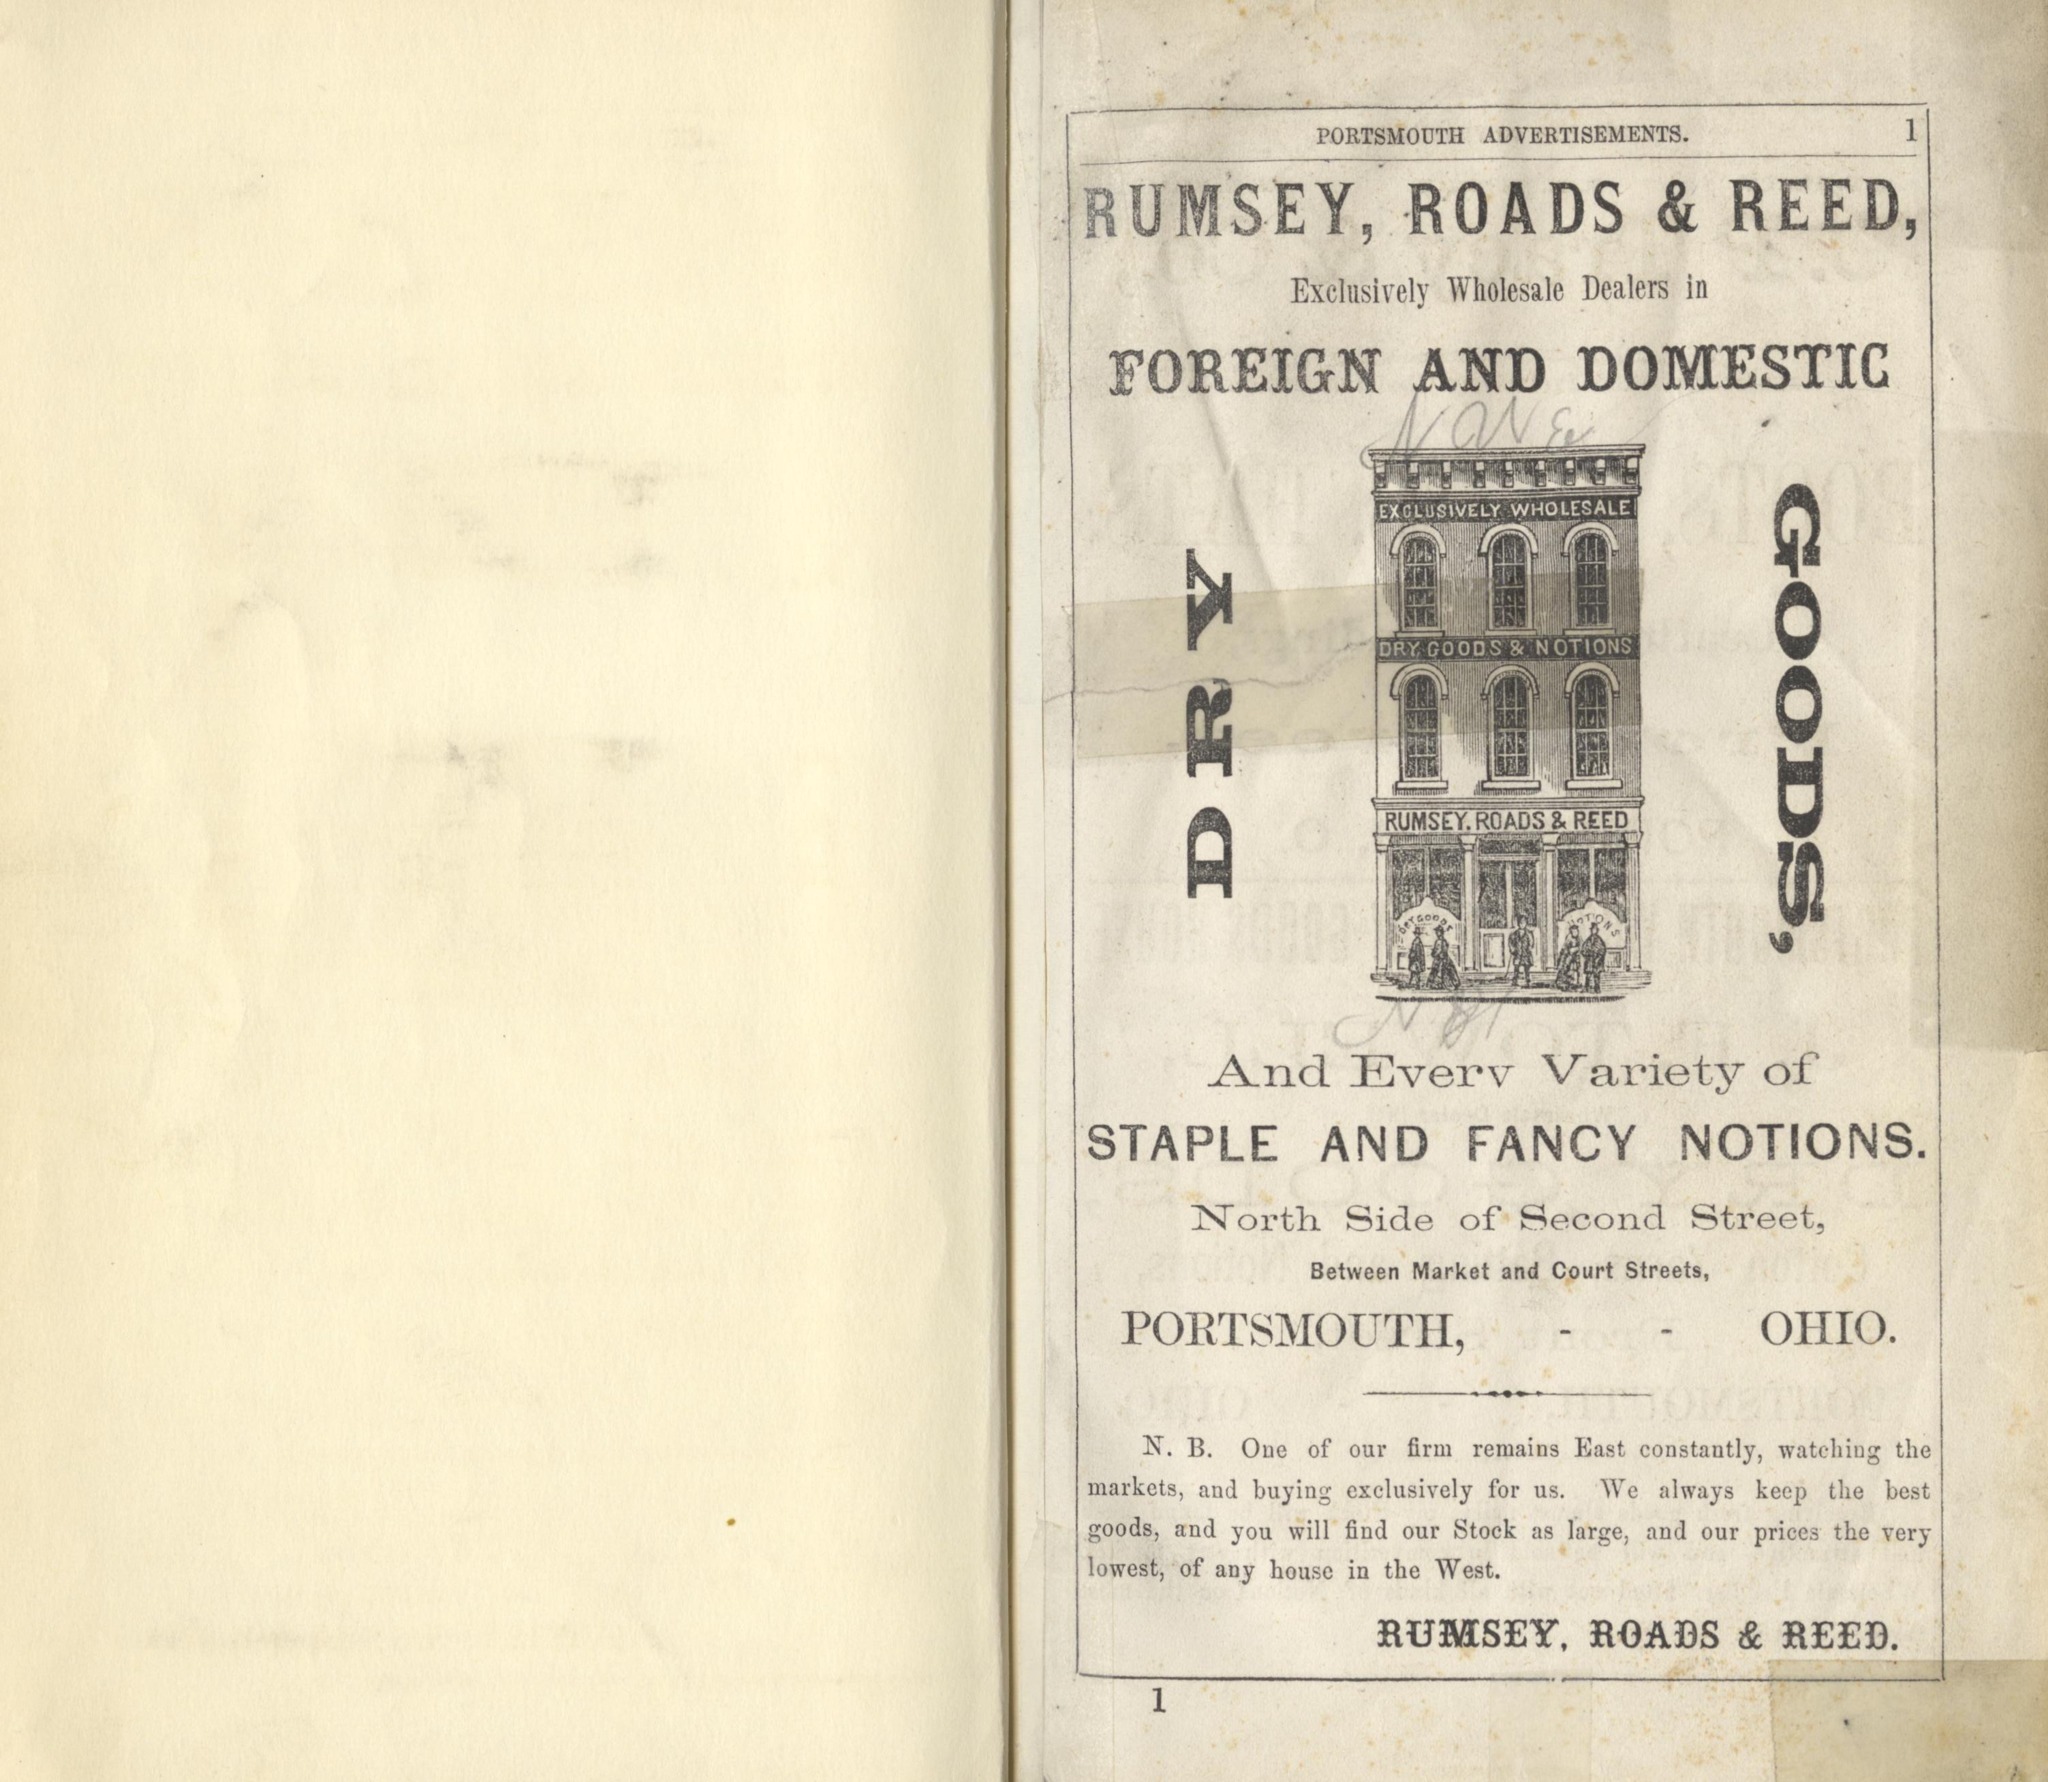 PORTSMOUTH ADVERTISEMENTS. 1
RUMSEY, ROADS & REED,
Exclusively Wholesale Dealers in
FOREIGN AND DOMESTIC
DRY
EXCLUSIVELY WHOLESALE
DRY GOODS & NOTIONS
RUMSEY, ROADS & REED
DRY GOODS
NOTIONS
GOODS,
And Every Variety of
STAPLE AND FANCY NOTIONS.
North Side of Second Street,
Between Market and Court Streets,
PORTSMOUTH, - - OHIO.
N. B. One of our firm remains East constantly, watching the
markets, and buying exclusively for us. We always keep the best
goods, and you will find our Stock as large, and our prices the very
lowest, of any house in the West.
RUMSEY, ROADS & REED.
1